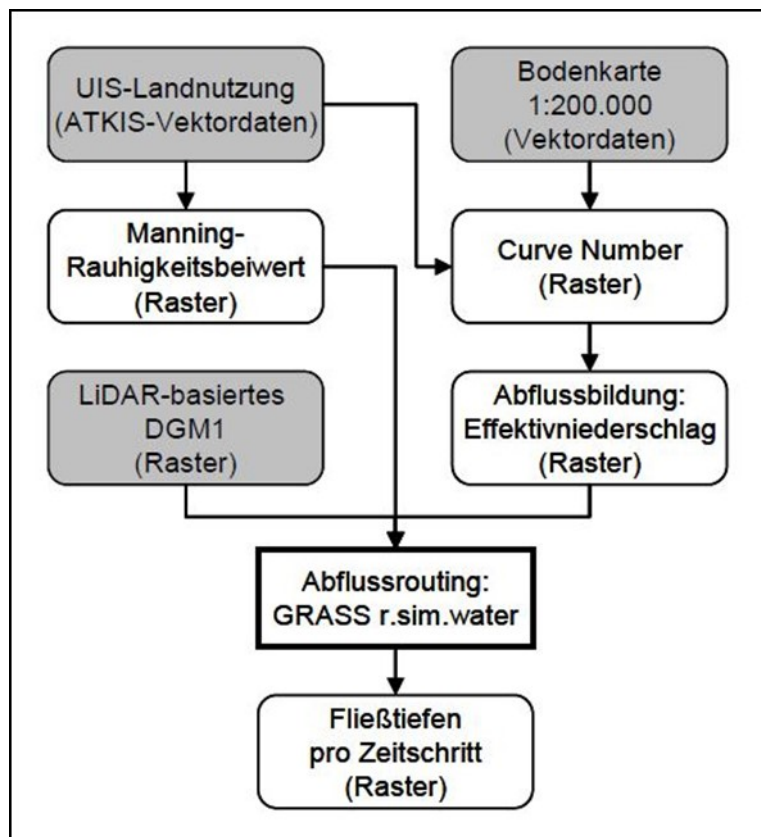 UIS-Landnutzung
(ATKIS-Vektordaten)
Bodenkarte
1:200.000
(Vektordaten)
Manning-
Rauhigkeitsbeiwert
(Raster)
Curve Number
(Raster)
LiDAR-basiertes
DGM1
(Raster)
Abflussbildung:
Effektivniederschlag
(Raster)
Abflussrouting:
GRASS r.sim.water
Fließtiefen
pro Zeitschritt
(Raster)